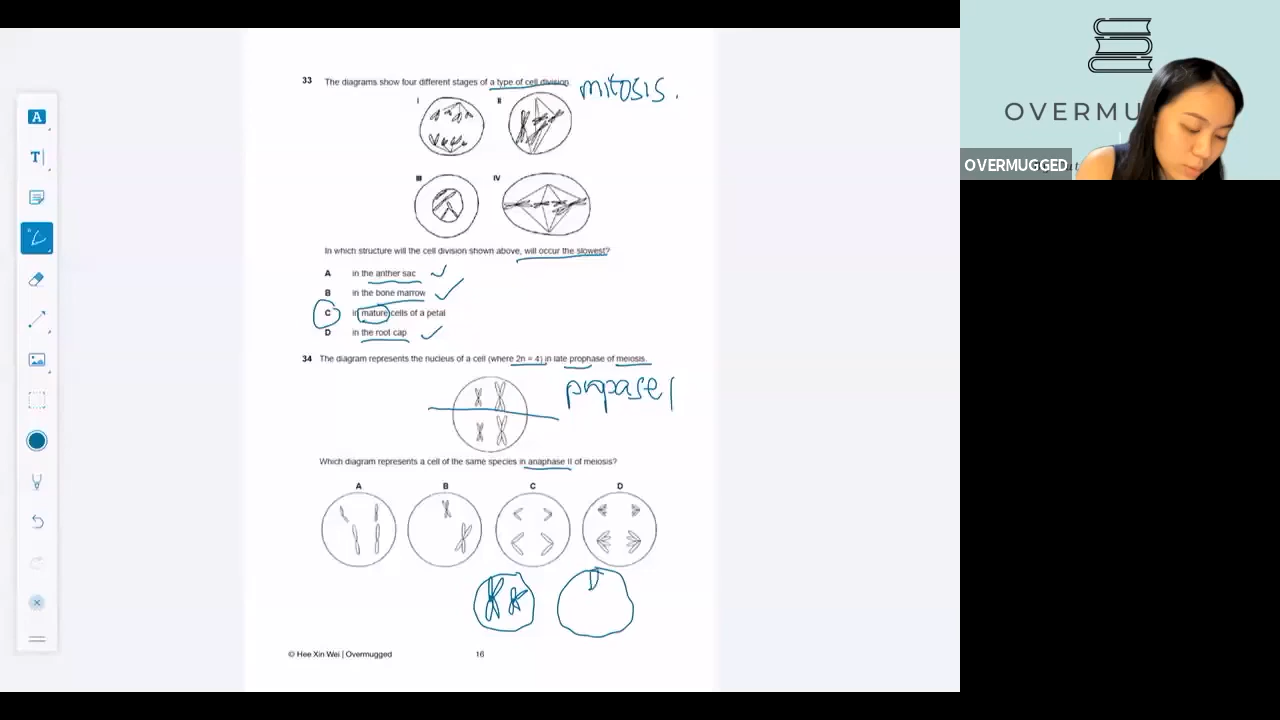 33 The diagrams show four different stages of a type of cell division.
mitosis.
I II
III IV
In which structure will the cell division shown above, will occur the slowest?
A in the anther sac
B in the bone marrow
C in mature cells of a petal
D in the root cap
34 The diagram represents the nucleus of a cell (where 2n = 4) in late prophase of meiosis.
propase I
Which diagram represents a cell of the same species in anaphase II of meiosis?
A B C D
© Hee Xin Wei | Overmugged
16
A
T
OVERMU
OVERMUGGED